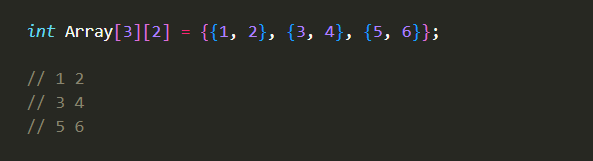 int Array[3][2] = {{1, 2}, {3, 4}, {5, 6}};
// 1 2
// 3 4
// 5 6